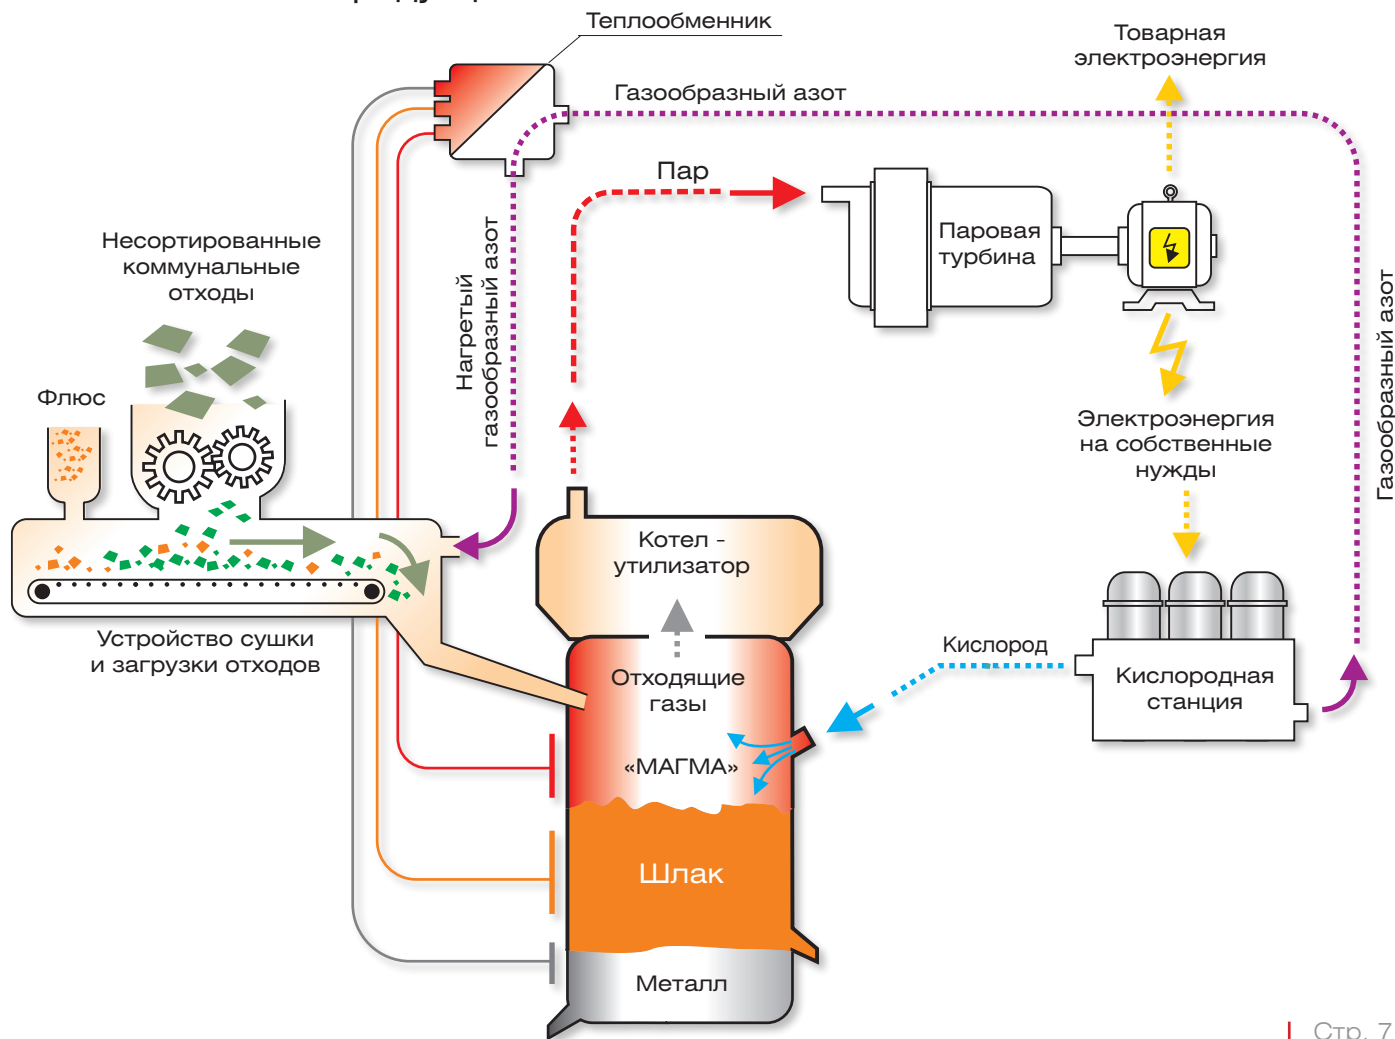 Теплообменник
Товарная
электроэнергия
Газообразный азот
Пар
Несортированные
коммунальные
отходы
Нагретый
газообразный азот
Паровая
турбина
Газообразный азот
Флюс
Электроэнергия
на собственные
нужды
Котел -
утилизатор
Устройство сушки
и загрузки отходов
Кислород
Отходящие
газы
Кислородная
станция
«МАГМА»
Шлак
Металл
Стр. 7